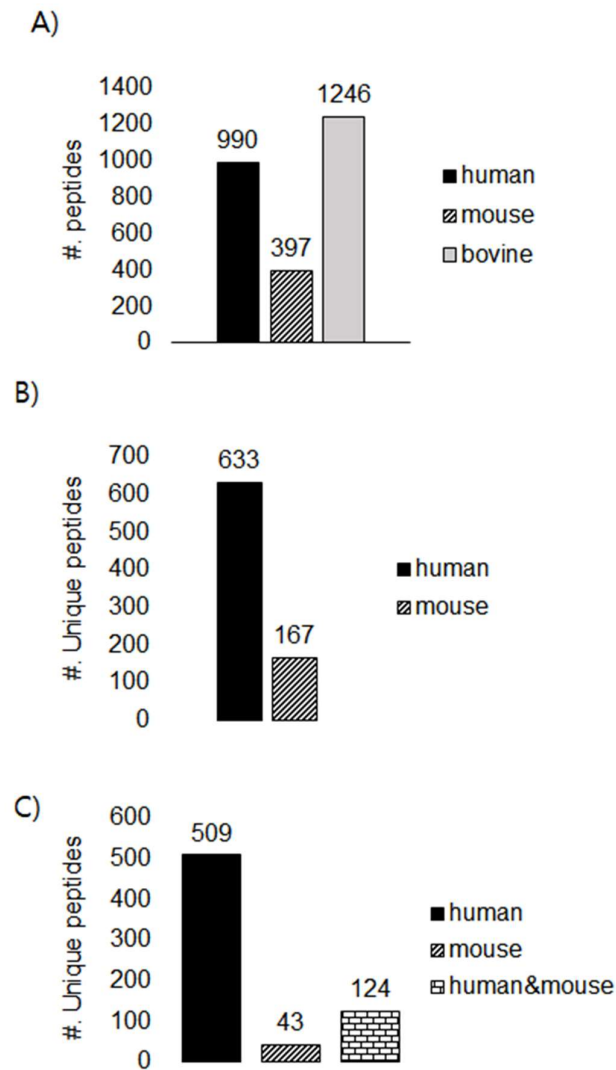 A)
#. peptides
1400
1200
1000
800
600
400
200
0
990
397
1246
human
mouse
bovine
B)
#. Unique peptides
700
600
500
400
300
200
100
0
633
167
human
mouse
C)
#. Unique peptides
600
500
400
300
200
100
0
509
43
124
human
mouse
human&mouse